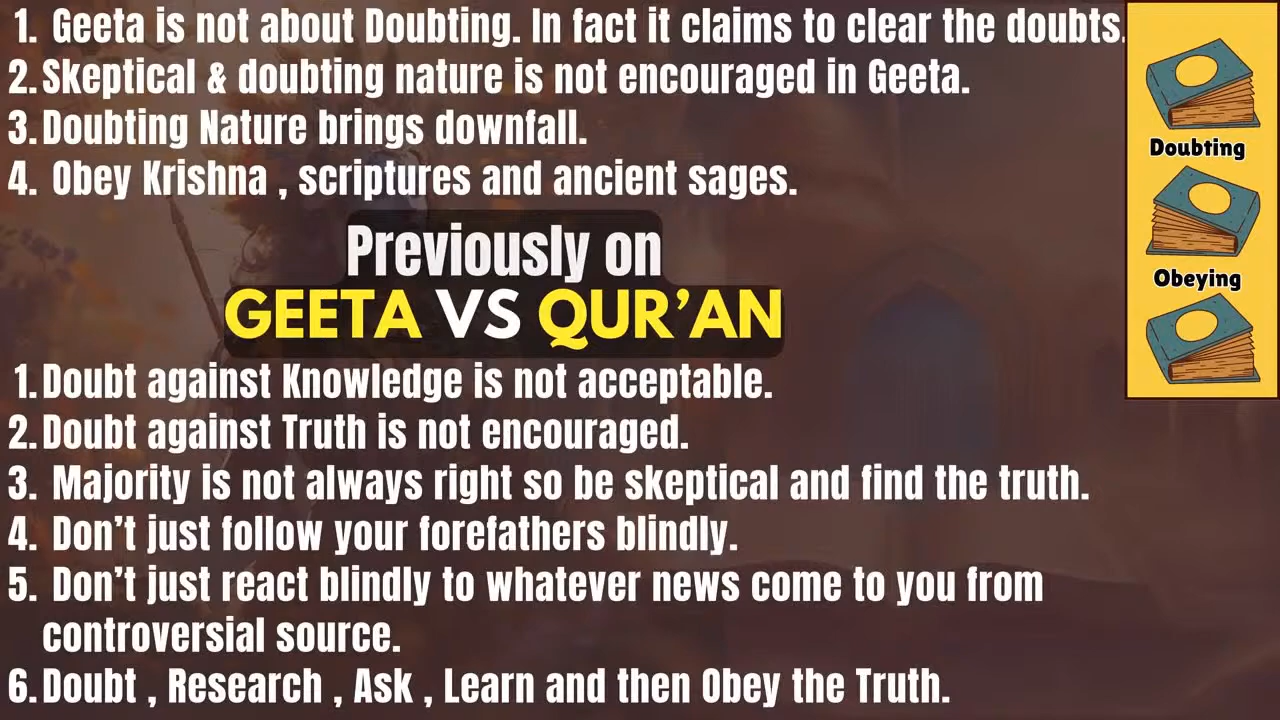 1. Geeta is not about Doubting. In fact it claims to clear the doubts.
2. Skeptical & doubting nature is not encouraged in Geeta.
3. Doubting Nature brings downfall.
4. Obey Krishna , scriptures and ancient sages.
Previously on
GEETA VS QUR'AN
1. Doubt against Knowledge is not acceptable.
2. Doubt against Truth is not encouraged.
3. Majority is not always right so be skeptical and find the truth.
4. Don't just follow your forefathers blindly.
5. Don't just react blindly to whatever news come to you from
controversial source.
6. Doubt , Research , Ask , Learn and then Obey the Truth.
Doubting
Obeying